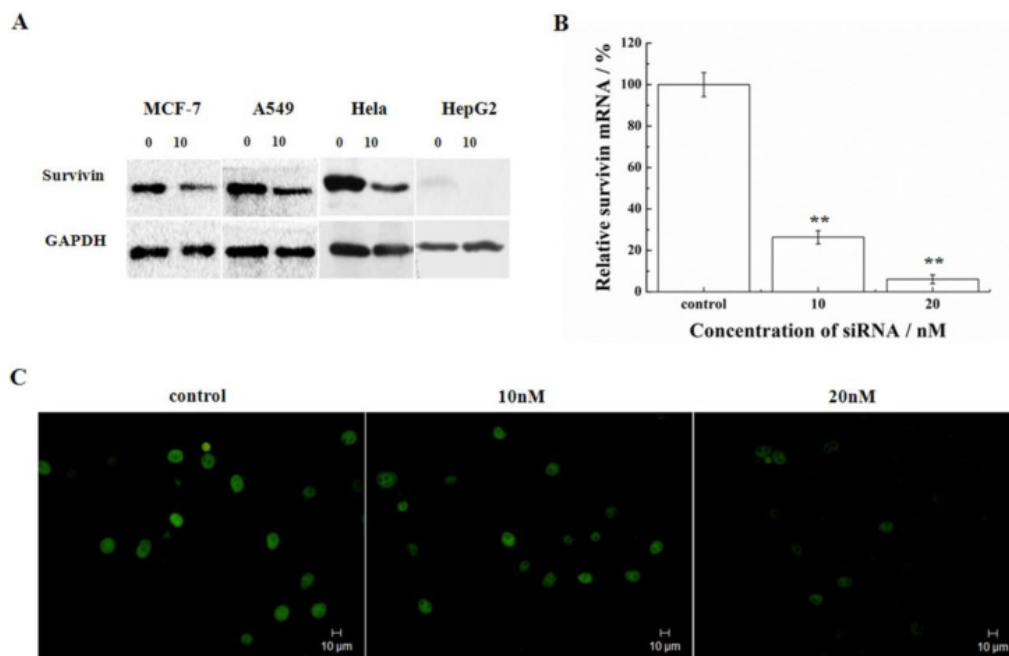 A
MCF-7 A549 Hela HepG2
0 10 0 10 0 10 0 10
Survivin
GAPDH
B
Relative survivin mRNA / %
120
100
80
60
40
20
0
** **
control 10 20
Concentration of siRNA / nM
C
control 10nM 20nM
10 µm 10 µm 10 µm